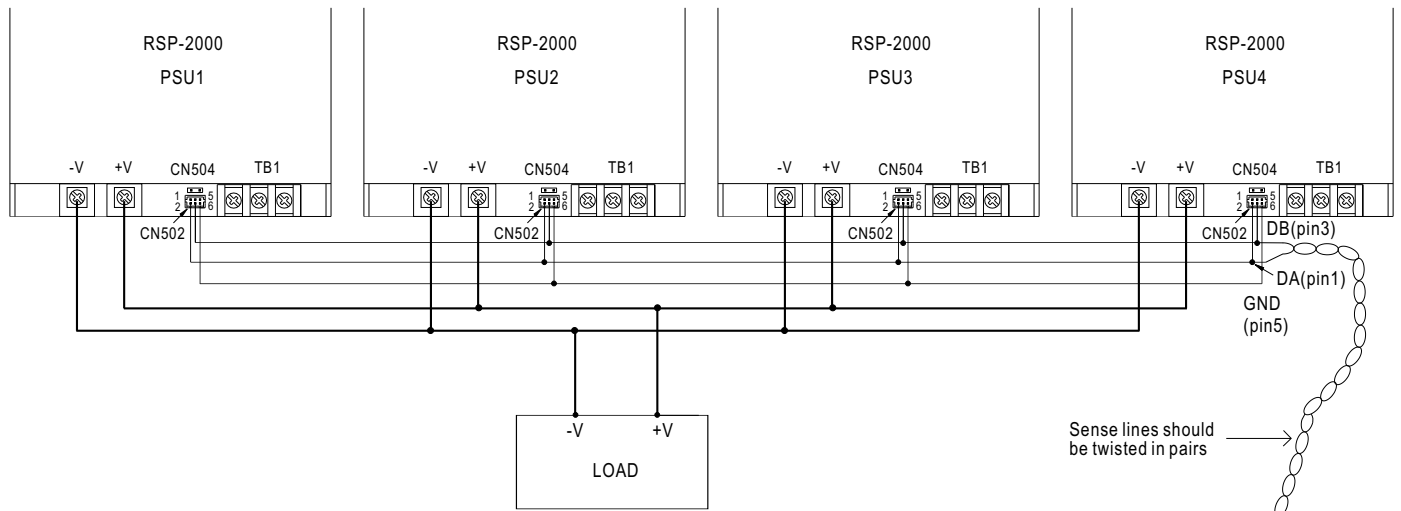 RSP-2000
PSU1
RSP-2000
PSU2
RSP-2000
PSU3
RSP-2000
PSU4
-V +V CN504 TB1
1 5
2 6
CN502
-V +V CN504 TB1
1 5
2 6
CN502
-V +V CN504 TB1
1 5
2 6
CN502
-V +V CN504 TB1
1 5
2 6
CN502
DB(pin3)
DA(pin1)
GND
(pin5)
-V +V
LOAD
Sense lines should
be twisted in pairs